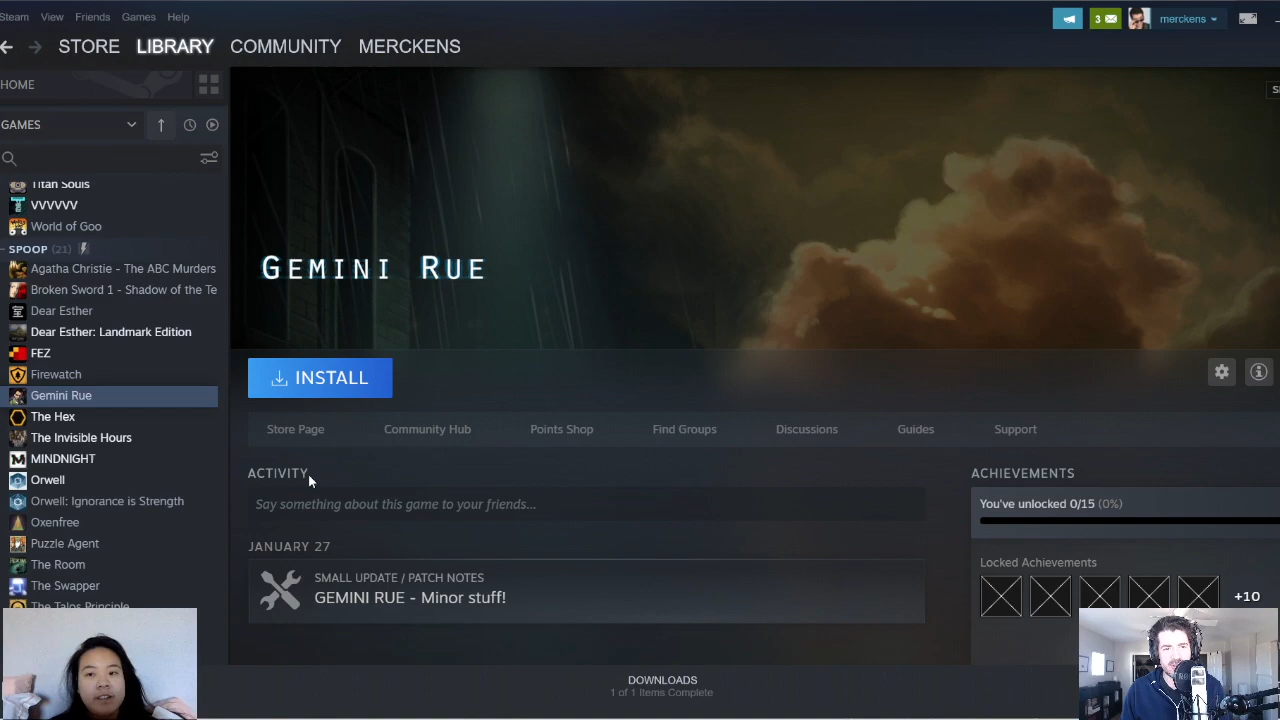 Steam View Friends Games Help
3 merckens
STORE LIBRARY COMMUNITY MERCKENS
HOME
GAMES
Titan Souls
VVVVVV
World of Goo
SPOOP (21)
Agatha Christie - The ABC Murders
Broken Sword 1 - Shadow of the Te
Dear Esther
Dear Esther: Landmark Edition
FEZ
Firewatch
Gemini Rue
The Hex
The Invisible Hours
MINDNIGHT
Orwell
Orwell: Ignorance is Strength
Oxenfree
Puzzle Agent
The Room
The Swapper
The Talos Principle
GEMINI RUE
INSTALL
Store Page Community Hub Points Shop Find Groups Discussions Guides Support
ACTIVITY
Say something about this game to your friends...
JANUARY 27
SMALL UPDATE / PATCH NOTES
GEMINI RUE - Minor stuff!
ACHIEVEMENTS
You've unlocked 0/15 (0%)
Locked Achievements
+10
DOWNLOADS
1 of 1 Items Complete